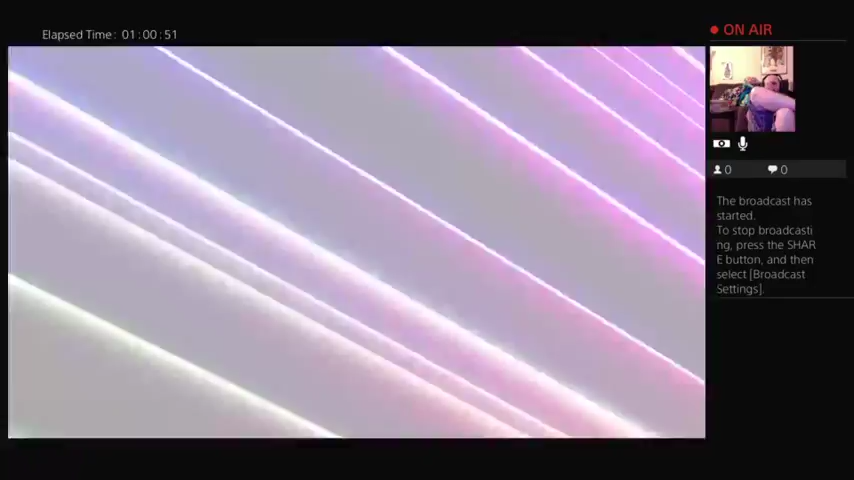 Elapsed Time: 01:00:51
ON AIR
0 0
The broadcast has
started.
To stop broadcasti
ng, press the SHAR
E button, and then
select [Broadcast
Settings].